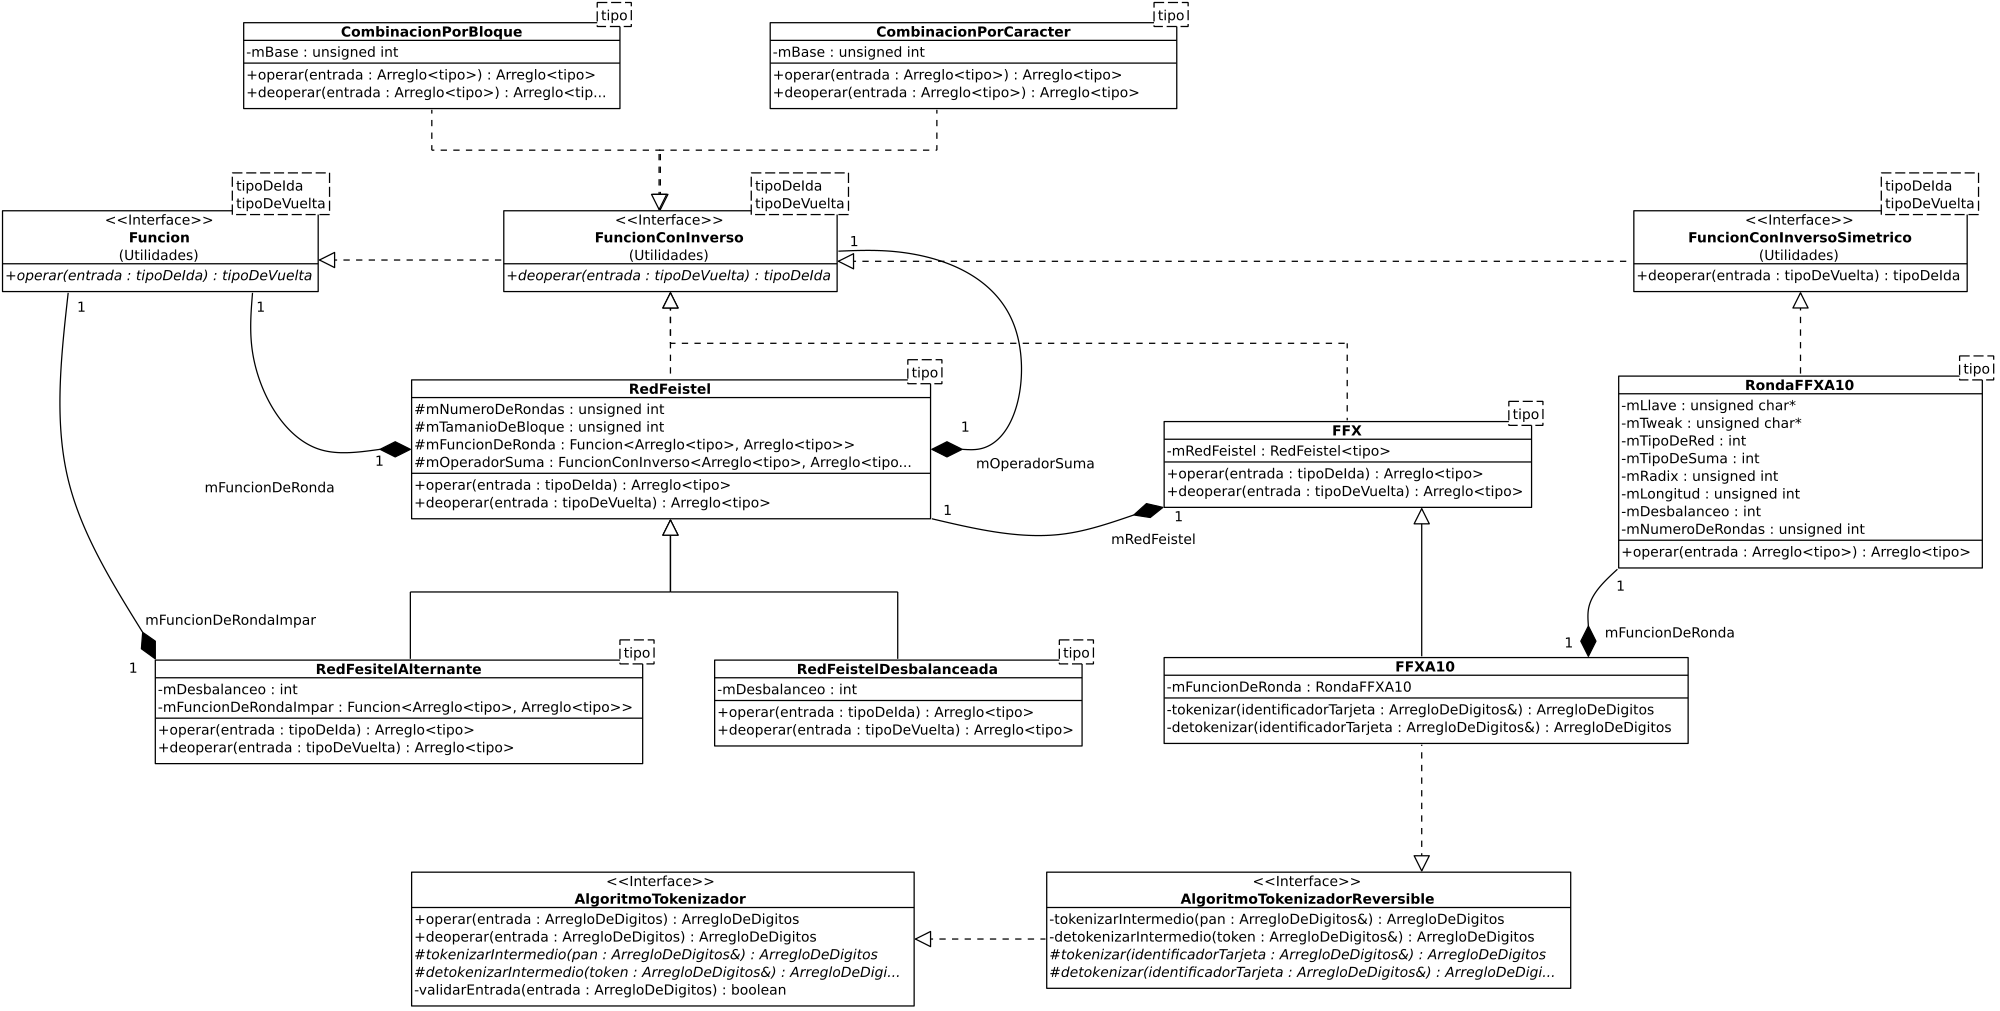 tipo
CombinacionPorBloque
-mBase : unsigned int
+operar(entrada : Arreglo<tipo>) : Arreglo<tipo>
+deoperar(entrada : Arreglo<tipo>) : Arreglo<tip...
tipo
CombinacionPorCaracter
-mBase : unsigned int
+operar(entrada : Arreglo<tipo>) : Arreglo<tipo>
+deoperar(entrada : Arreglo<tipo>) : Arreglo<tipo>
tipoDeIda
tipoDeVuelta
<<Interface>>
Funcion
(Utilidades)
+operar(entrada : tipoDeIda) : tipoDeVuelta
tipoDeIda
tipoDeVuelta
<<Interface>>
FuncionConInverso
(Utilidades)
+deoperar(entrada : tipoDeVuelta) : tipoDeIda
tipoDeIda
tipoDeVuelta
<<Interface>>
FuncionConInversoSimetrico
(Utilidades)
+deoperar(entrada : tipoDeVuelta) : tipoDeIda
1
1
1
tipo
RedFeistel
#mNumeroDeRondas : unsigned int
#mTamanioDeBloque : unsigned int
#mFuncionDeRonda : Funcion<Arreglo<tipo>, Arreglo<tipo>>
#mOperadorSuma : FuncionConInverso<Arreglo<tipo>, Arreglo<tipo...
+operar(entrada : tipoDeIda) : Arreglo<tipo>
+deoperar(entrada : tipoDeVuelta) : Arreglo<tipo>
1
mFuncionDeRonda
1
mOperadorSuma
tipo
FFX
-mRedFeistel : RedFeistel<tipo>
+operar(entrada : tipoDeIda) : Arreglo<tipo>
+deoperar(entrada : tipoDeVuelta) : Arreglo<tipo>
1
1
mRedFeistel
tipo
RondaFFXA10
-mLlave : unsigned char*
-mTweak : unsigned char*
-mTipoDeRed : int
-mTipoDeSuma : int
-mRadix : unsigned int
-mLongitud : unsigned int
-mDesbalanceo : int
-mNumeroDeRondas : unsigned int
+operar(entrada : Arreglo<tipo>) : Arreglo<tipo>
1
1
mFuncionDeRonda
mFuncionDeRondaImpar
1
tipo
RedFesitelAlternante
-mDesbalanceo : int
-mFuncionDeRondaImpar : Funcion<Arreglo<tipo>, Arreglo<tipo>>
+operar(entrada : tipoDeIda) : Arreglo<tipo>
+deoperar(entrada : tipoDeVuelta) : Arreglo<tipo>
tipo
RedFeistelDesbalanceada
-mDesbalanceo : int
+operar(entrada : tipoDeIda) : Arreglo<tipo>
+deoperar(entrada : tipoDeVuelta) : Arreglo<tipo>
FFXA10
-mFuncionDeRonda : RondaFFXA10
-tokenizar(identificadorTarjeta : ArregloDeDigitos&) : ArregloDeDigitos
-detokenizar(identificadorTarjeta : ArregloDeDigitos&) : ArregloDeDigitos
<<Interface>>
AlgoritmoTokenizador
+operar(entrada : ArregloDeDigitos) : ArregloDeDigitos
+deoperar(entrada : ArregloDeDigitos) : ArregloDeDigitos
#tokenizarIntermedio(pan : ArregloDeDigitos&) : ArregloDeDigitos
#detokenizarIntermedio(token : ArregloDeDigitos&) : ArregloDeDigi...
-validarEntrada(entrada : ArregloDeDigitos) : boolean
<<Interface>>
AlgoritmoTokenizadorReversible
-tokenizarIntermedio(pan : ArregloDeDigitos&) : ArregloDeDigitos
-detokenizarIntermedio(token : ArregloDeDigitos&) : ArregloDeDigitos
#tokenizar(identificadorTarjeta : ArregloDeDigitos&) : ArregloDeDigitos
#detokenizar(identificadorTarjeta : ArregloDeDigitos&) : ArregloDeDigi...